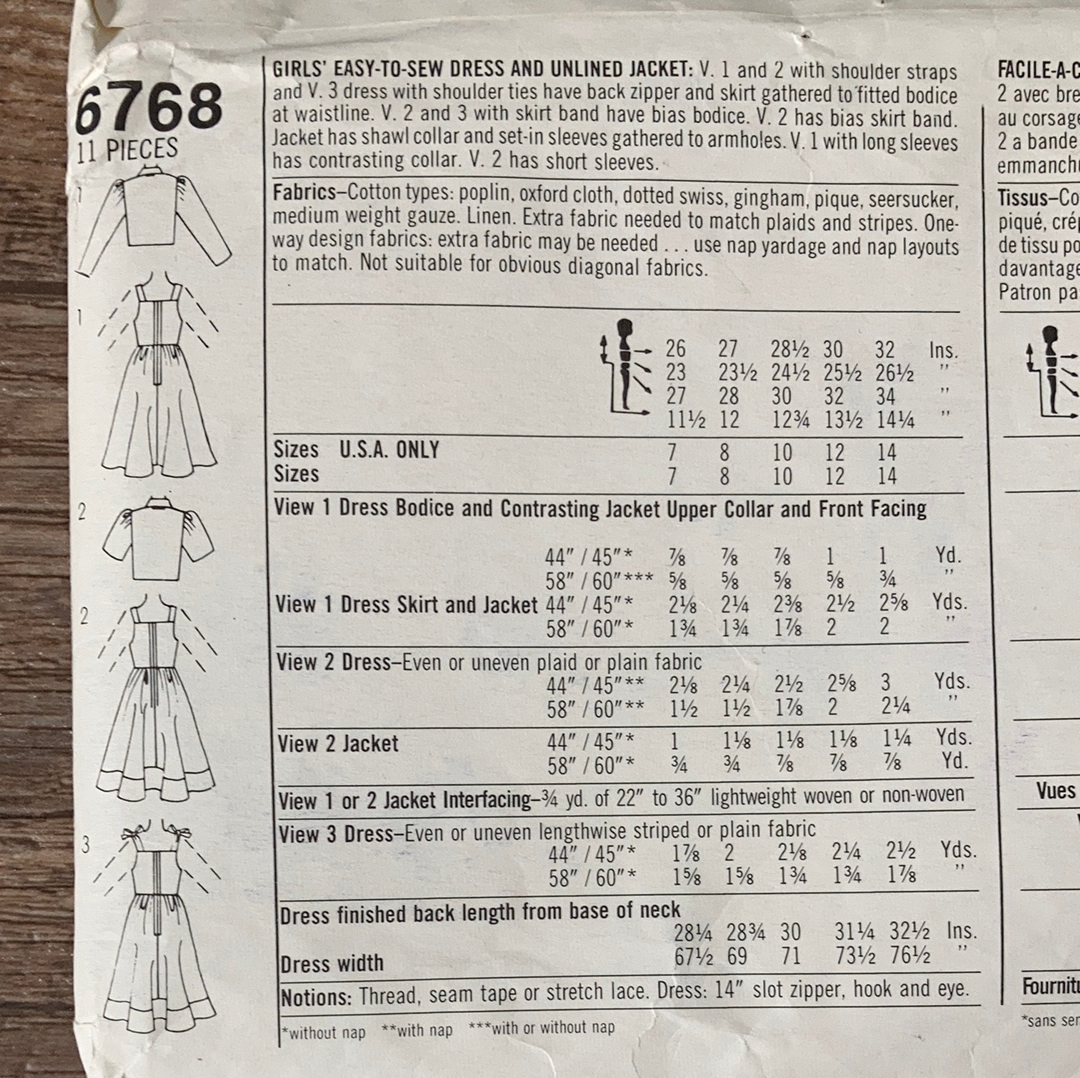 6768
11 PIECES
1
1
2
2
3
GIRLS' EASY-TO-SEW DRESS AND UNLINED JACKET: V. 1 and 2 with shoulder straps
and V. 3 dress with shoulder ties have back zipper and skirt gathered to fitted bodice
at waistline. V. 2 and 3 with skirt band have bias bodice. V. 2 has bias skirt band.
Jacket has shawl collar and set-in sleeves gathered to armholes. V. 1 with long sleeves
has contrasting collar. V. 2 has short sleeves.
Fabrics–Cotton types: poplin, oxford cloth, dotted swiss, gingham, pique, seersucker,
medium weight gauze. Linen. Extra fabric needed to match plaids and stripes. One-
way design fabrics: extra fabric may be needed . . . use nap yardage and nap layouts
to match. Not suitable for obvious diagonal fabrics.
26 27 28½ 30 32 Ins.
23 23½ 24½ 25½ 26½ "
27 28 30 32 34 "
11½ 12 12¾ 13½ 14¼ "
Sizes U.S.A. ONLY 7 8 10 12 14
Sizes 7 8 10 12 14
View 1 Dress Bodice and Contrasting Jacket Upper Collar and Front Facing
44" / 45"* ⅞ ⅞ ⅞ 1 1 Yd.
58" / 60"*** ⅝ ⅝ ⅝ ⅝ ¾ "
View 1 Dress Skirt and Jacket 44" / 45"* 2⅛ 2¼ 2⅜ 2½ 2⅝ Yds.
58" / 60"* 1¾ 1¾ 1⅞ 2 2 "
View 2 Dress–Even or uneven plaid or plain fabric
44" / 45"** 2⅛ 2¼ 2½ 2⅝ 3 Yds.
58" / 60"** 1½ 1½ 1⅞ 2 2¼ "
View 2 Jacket 44" / 45"* 1 1⅛ 1⅛ 1⅛ 1¼ Yds.
58" / 60"* ¾ ¾ ⅞ ⅞ ⅞ Yd.
View 1 or 2 Jacket Interfacing–¾ yd. of 22" to 36" lightweight woven or non-woven
View 3 Dress–Even or uneven lengthwise striped or plain fabric
44" / 45"* 1⅞ 2 2⅛ 2¼ 2½ Yds.
58" / 60"* 1⅝ 1⅝ 1¾ 1¾ 1⅞ "
Dress finished back length from base of neck
28¼ 28¾ 30 31¼ 32½ Ins.
Dress width 67½ 69 71 73½ 76½ "
Notions: Thread, seam tape or stretch lace. Dress: 14" slot zipper, hook and eye.
*without nap **with nap ***with or without nap
FACILE-A-C
2 avec bre
au corsage
2 a bande
emmanch
Tissus–Co
piqué, crêp
de tissu po
davantage
Patron pa
Vues
Fournitu
*sans sen